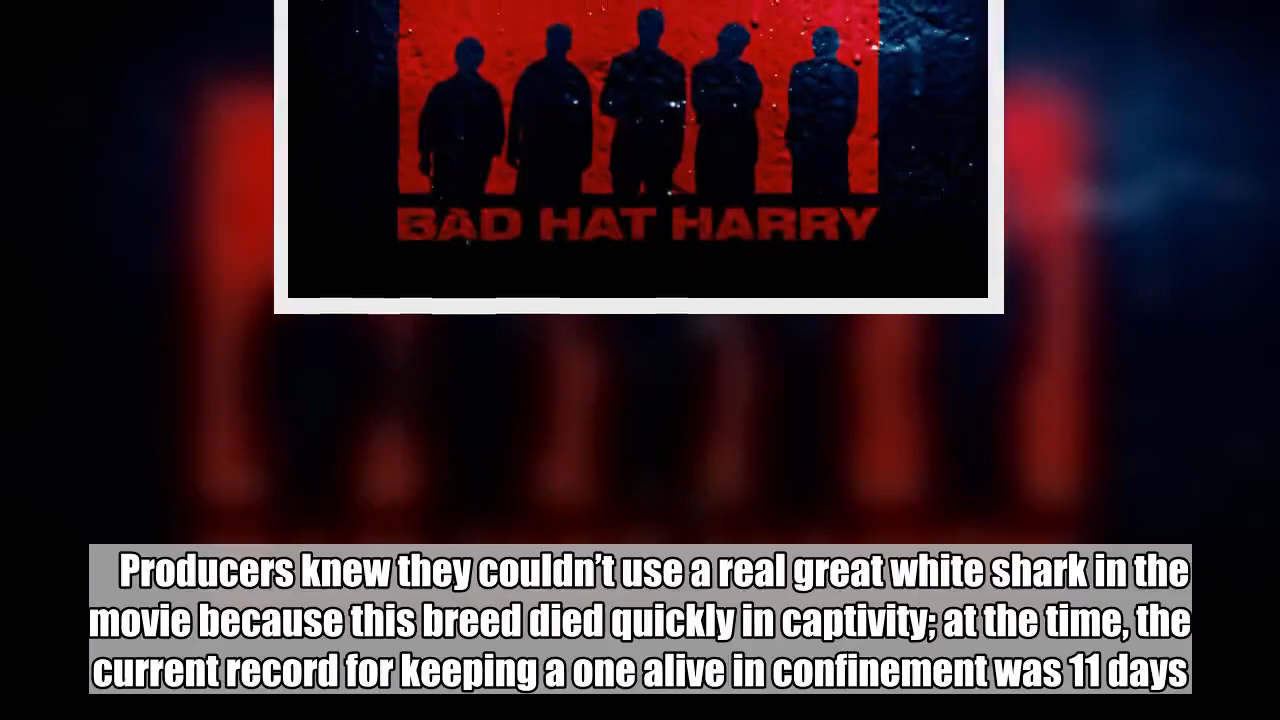 BAD HAT HARRY
Producers knew they couldn't use a real great white shark in the
movie because this breed died quickly in captivity; at the time, the
current record for keeping a one alive in confinement was 11 days